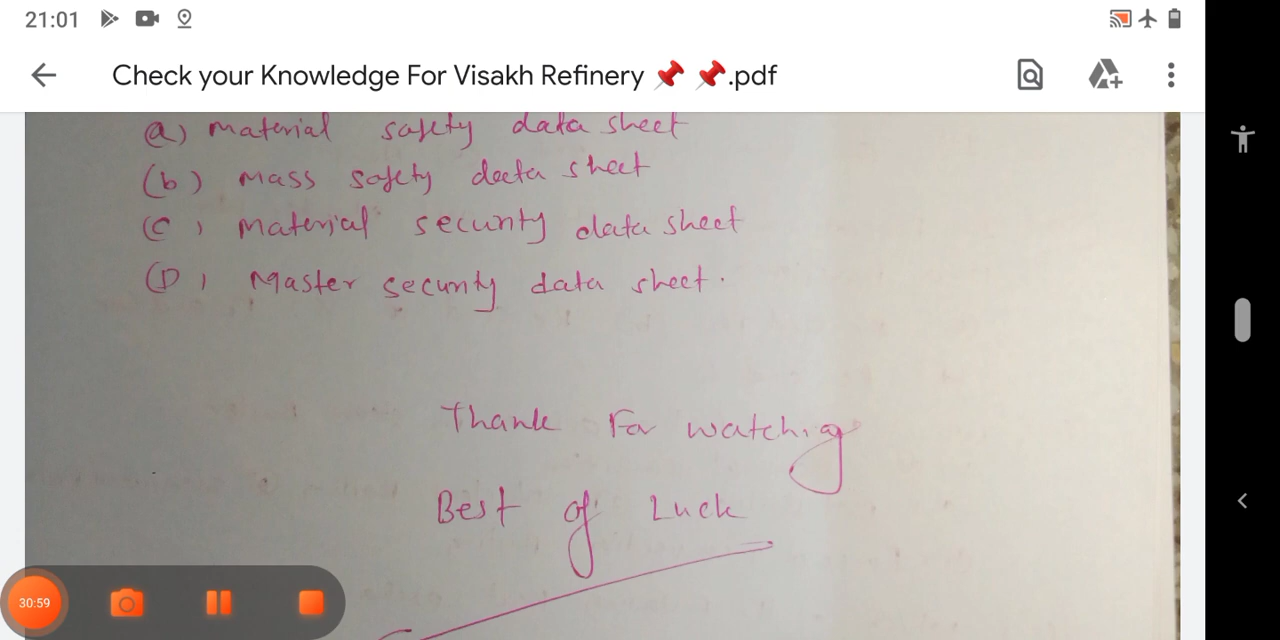 21:01
Check your Knowledge For Visakh Refinery 📌 📌.pdf
(a) material safety data sheet
(b) mass safety data sheet
(C) material security data sheet
(D) Master security data sheet.
Thank For watching
Best of Luck
30:59